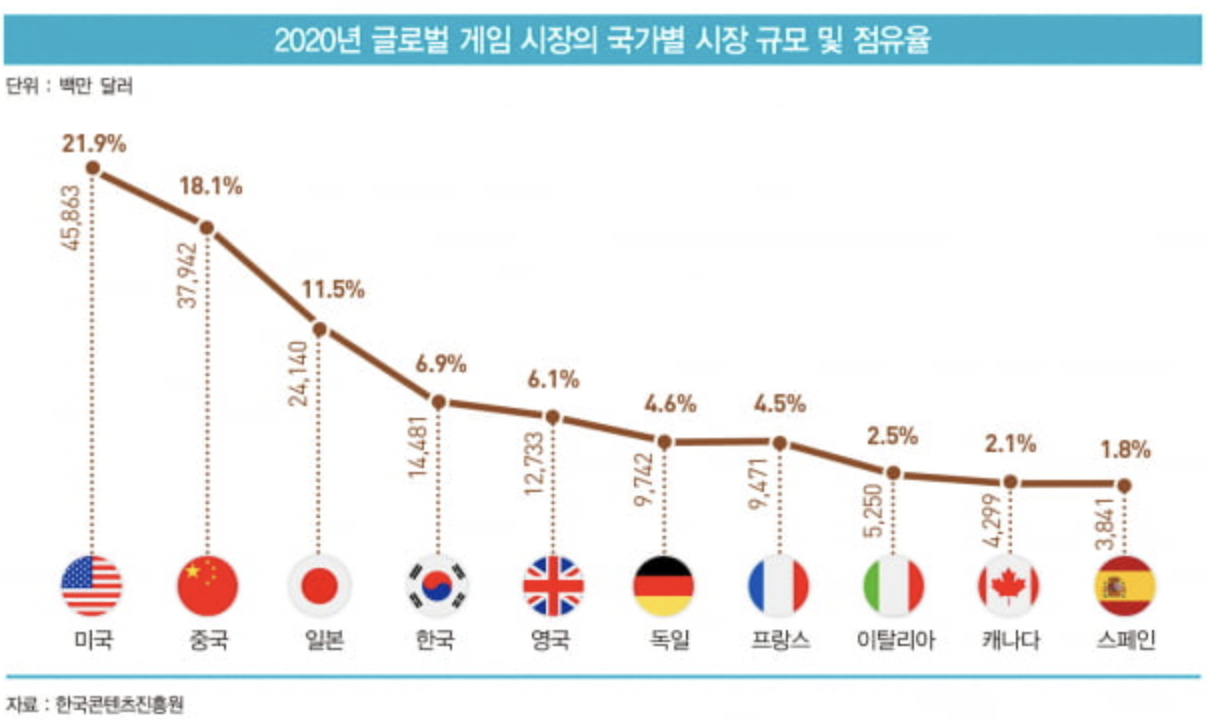 2020년 글로벌 게임 시장의 국가별 시장 규모 및 점유율
단위 : 백만 달러
21.9%
45,863
18.1%
37,942
11.5%
24,140
6.9%
14,481
6.1%
12,733
4.6%
9,742
4.5%
9,471
2.5%
5,250
2.1%
4,299
1.8%
3,841
미국
중국
일본
한국
영국
독일
프랑스
이탈리아
캐나다
스페인
자료 : 한국콘텐츠진흥원